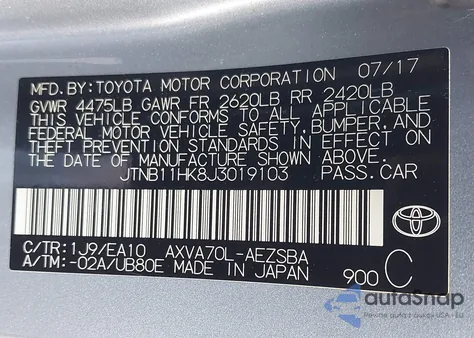 MFD.BY:TOYOTA MOTOR CORPORATION 07/17
GVWR 4475LB GAWR FR 2620LB RR 2420LB
THIS VEHICLE CONFORMS TO ALL APPLICABLE
FEDERAL MOTOR VEHICLE SAFETY, BUMPER, AND
THEFT PREVENTION STANDARDS IN EFFECT ON
THE DATE OF MANUFACTURE SHOWN ABOVE.
JTNB11HK8J3019103 PASS.CAR
C/TR:1J9/EA10 AXVA70L-AEZSBA
A/TM:-02A/UB80E MADE IN JAPAN 900 C
TOYOTA
autaSnap